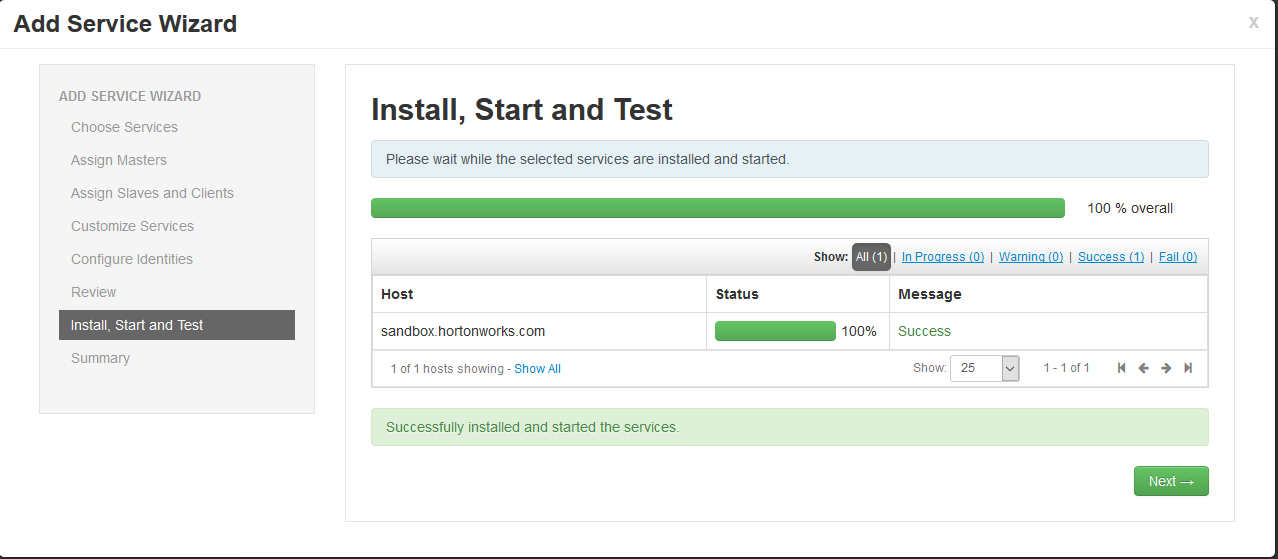 Add Service Wizard
x
ADD SERVICE WIZARD
Choose Services
Assign Masters
Assign Slaves and Clients
Customize Services
Configure Identities
Review
Install, Start and Test
Summary
Install, Start and Test
Please wait while the selected services are installed and started.
100 % overall
Show: All (1) | In Progress (0) | Warning (0) | Success (1) | Fail (0)
Host Status Message
sandbox.hortonworks.com 100% Success
1 of 1 hosts showing - Show All Show: 25 1 - 1 of 1
Successfully installed and started the services.
Next →